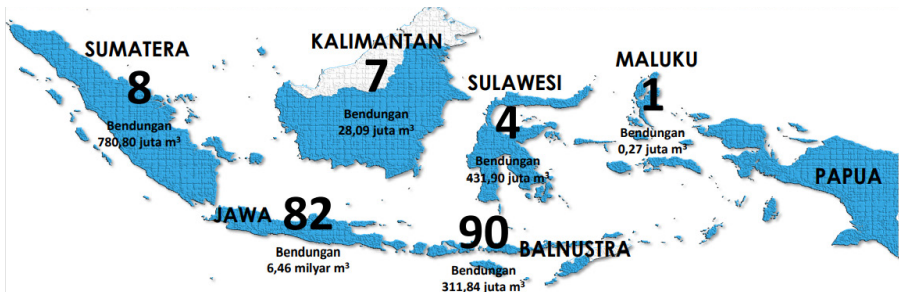 SUMATERA
8
Bendungan
780,80 juta m³
KALIMANTAN
7
Bendungan
28,09 juta m³
SULAWESI
4
Bendungan
431,90 juta m³
MALUKU
1
Bendungan
0,27 juta m³
PAPUA
JAWA
82
Bendungan
6,46 milyar m³
90
BALNUSTRA
Bendungan
311,84 juta m³